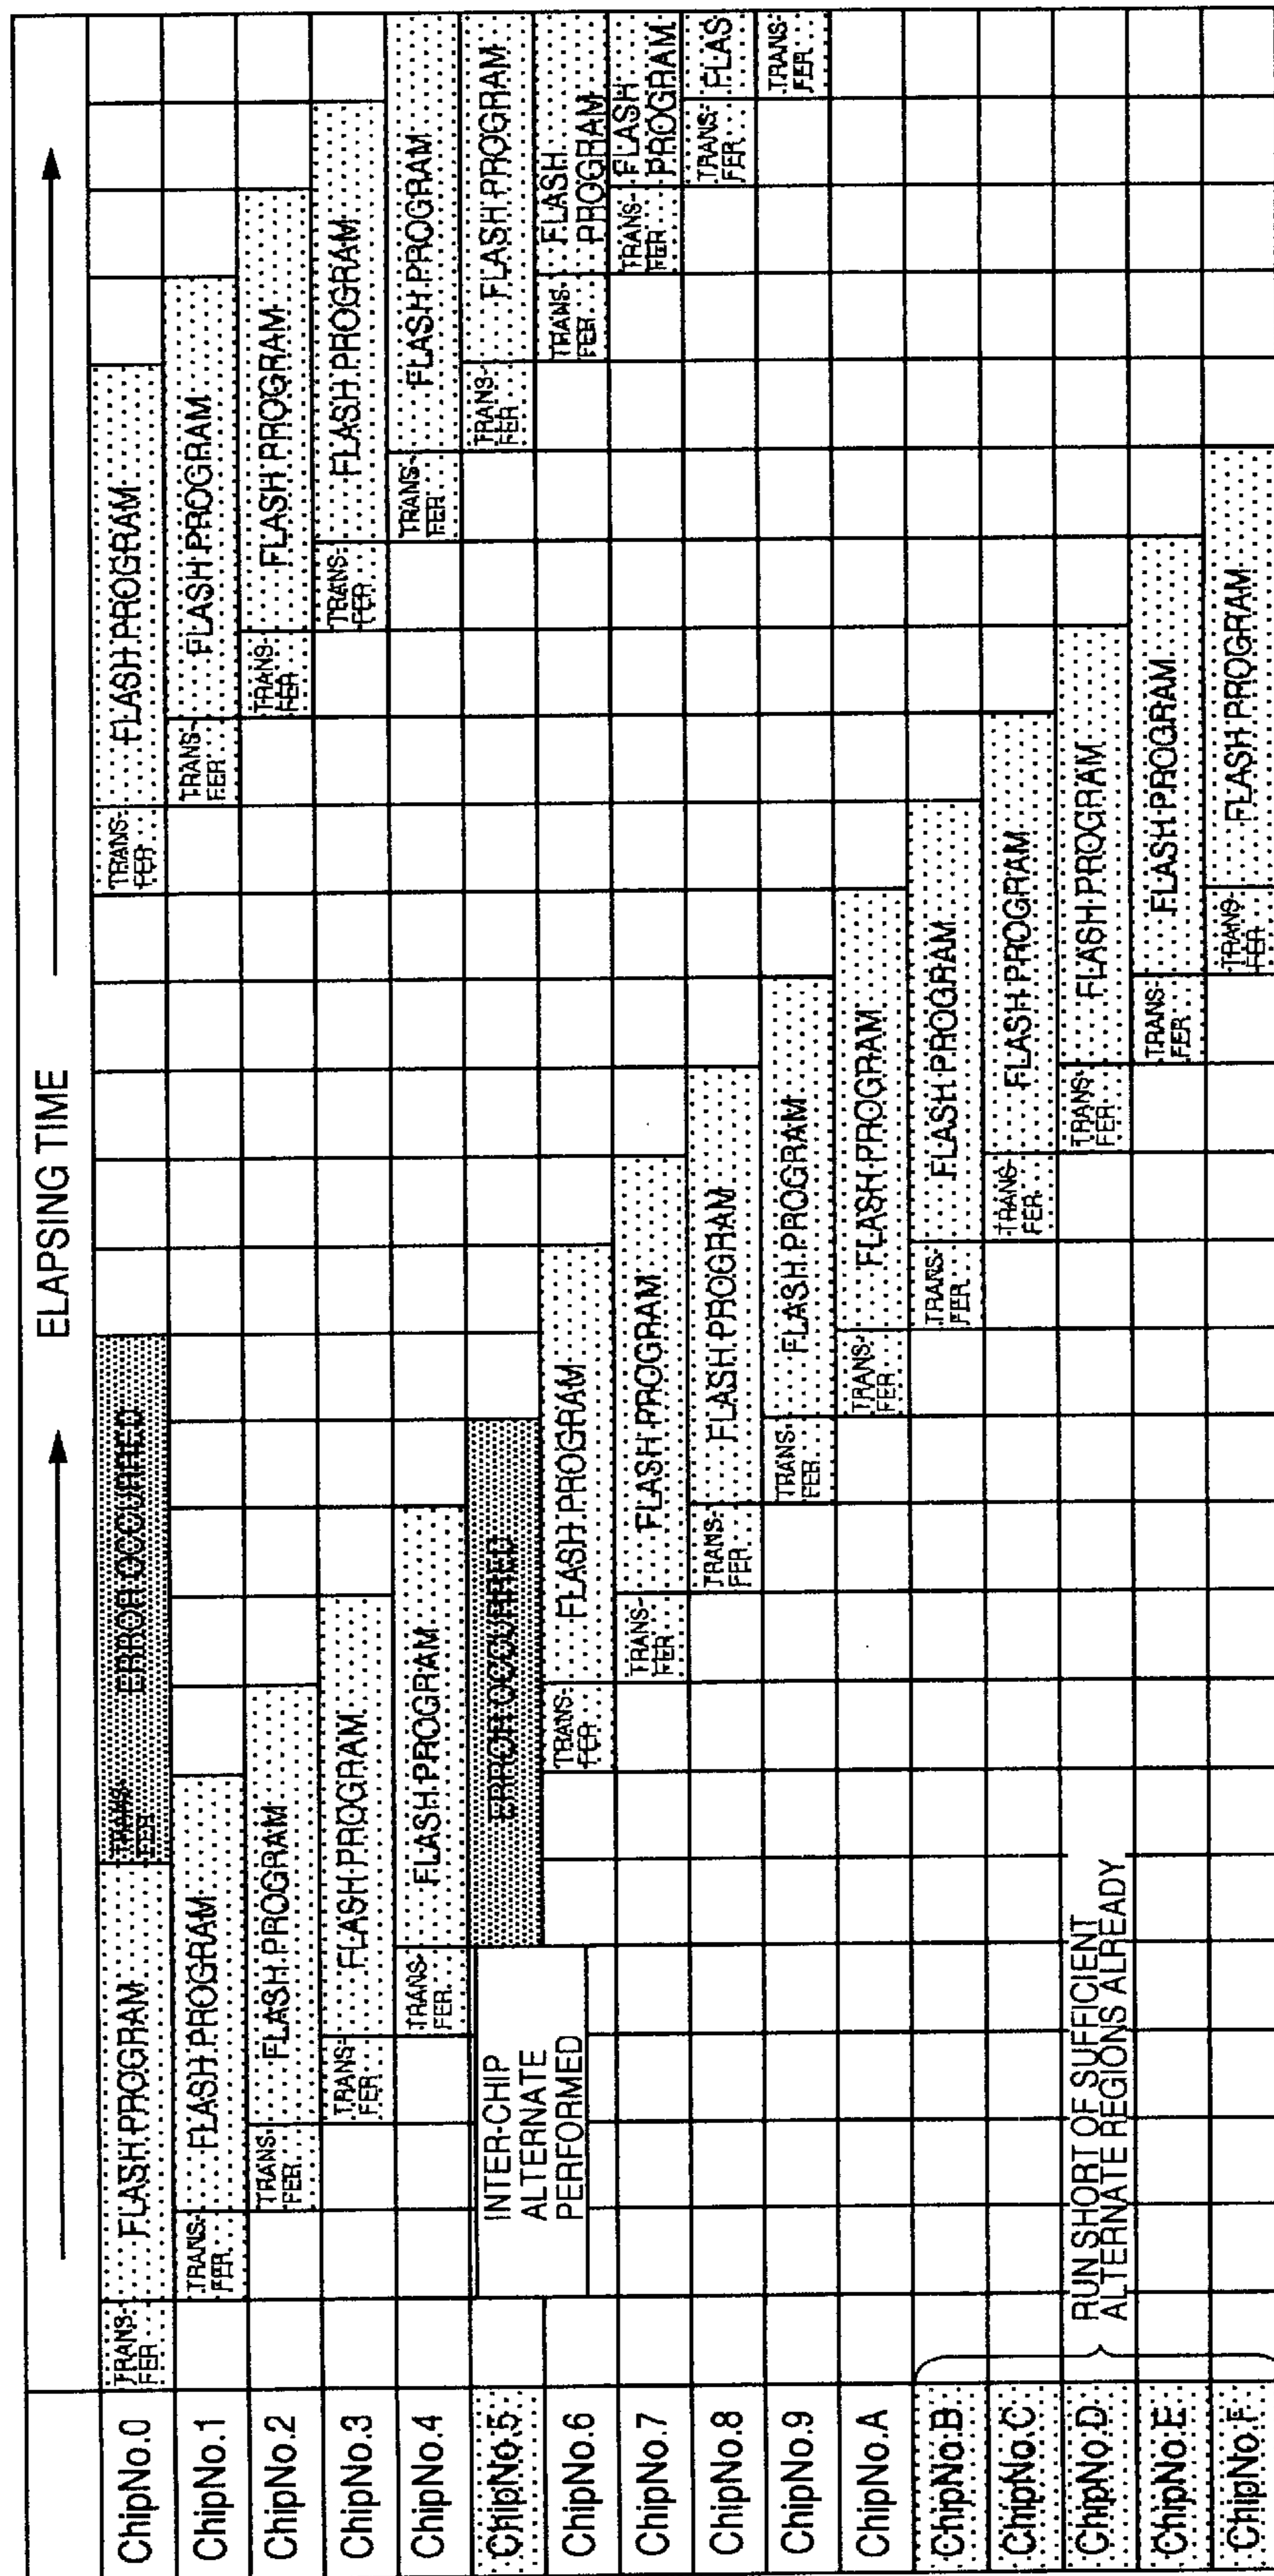 ELAPSING TIME
ChipNo.0
TRANS-
FER
FLASH PROGRAM
TRANS-
FER
ERROR OCCURRED
TRANS-
FER
FLASH PROGRAM
ChipNo.1
TRANS-
FER
FLASH PROGRAM
TRANS-
FER
FLASH PROGRAM
ChipNo.2
TRANS-
FER
FLASH PROGRAM
TRANS-
FER
FLASH PROGRAM
ChipNo.3
TRANS-
FER
FLASH PROGRAM
TRANS-
FER
FLASH PROGRAM
ChipNo.4
TRANS-
FER
FLASH PROGRAM
TRANS-
FER
FLASH PROGRAM
ChipNo.5
INTER-CHIP
ALTERNATE
PERFORMED
ERROR OCCURRED
TRANS-
FER
FLASH PROGRAM
ChipNo.6
TRANS-
FER
FLASH PROGRAM
TRANS-
FER
FLASH
PROGRAM
ChipNo.7
TRANS-
FER
FLASH PROGRAM
TRANS-
FER
FLASH
PROGRAM
ChipNo.8
TRANS-
FER
FLASH PROGRAM
TRANS-
FER
FLAS
ChipNo.9
TRANS-
FER
FLASH PROGRAM
TRANS-
FER
ChipNo.A
TRANS-
FER
FLASH PROGRAM
ChipNo.B
TRANS-
FER
FLASH PROGRAM
ChipNo.C
TRANS-
FER
FLASH PROGRAM
ChipNo.D
RUN SHORT OF SUFFICIENT
ALTERNATE REGIONS ALREADY
TRANS-
FER
FLASH PROGRAM
ChipNo.E
TRANS-
FER
FLASH PROGRAM
ChipNo.F
TRANS-
FER
FLASH PROGRAM